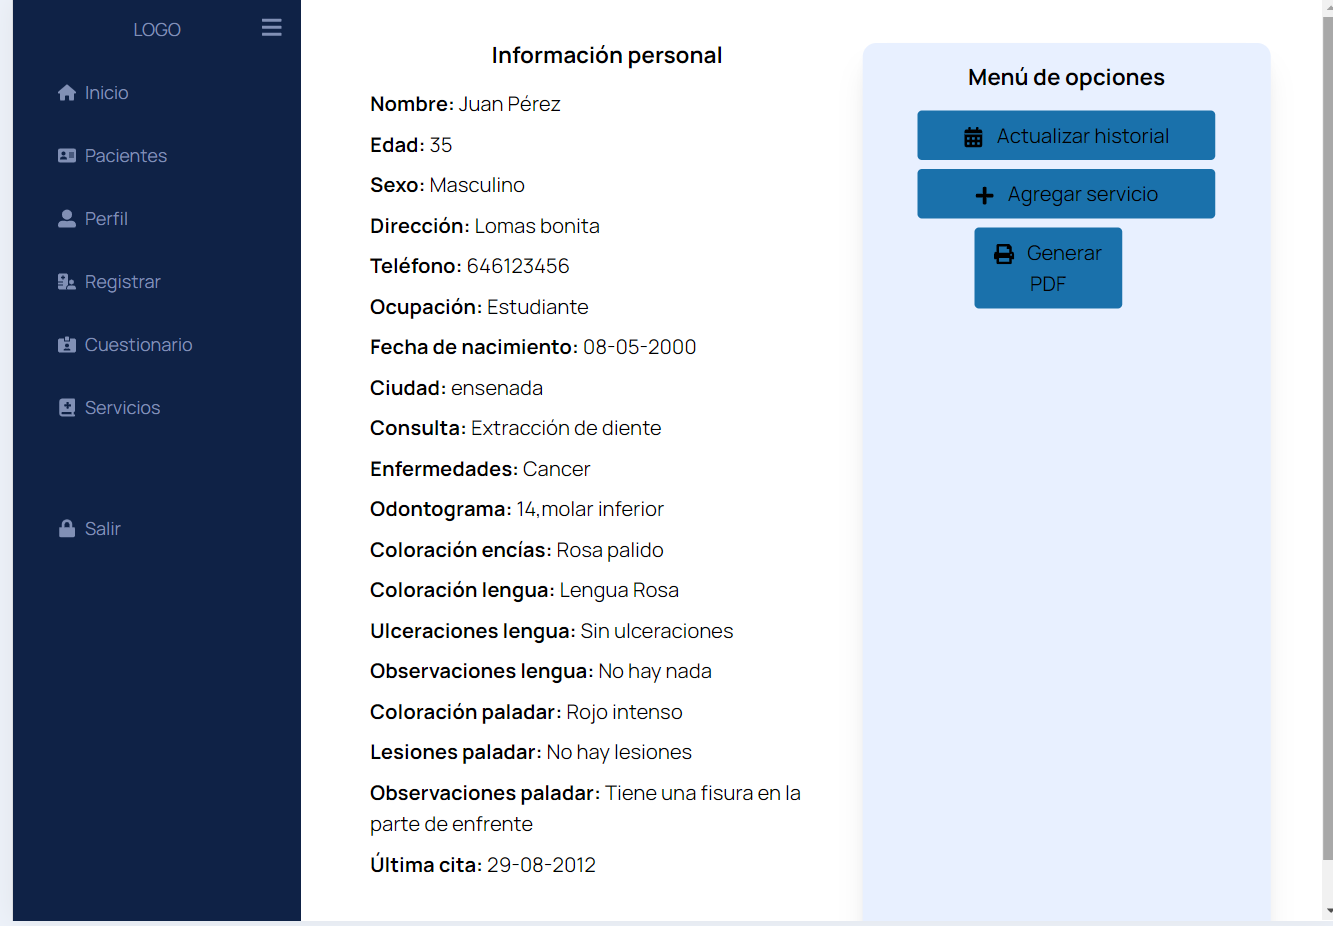 LOGO
Inicio
Pacientes
Perfil
Registrar
Cuestionario
Servicios
Salir
Información personal
Nombre: Juan Pérez
Edad: 35
Sexo: Masculino
Dirección: Lomas bonita
Teléfono: 646123456
Ocupación: Estudiante
Fecha de nacimiento: 08-05-2000
Ciudad: ensenada
Consulta: Extracción de diente
Enfermedades: Cancer
Odontograma: 14,molar inferior
Coloración encías: Rosa palido
Coloración lengua: Lengua Rosa
Ulceraciones lengua: Sin ulceraciones
Observaciones lengua: No hay nada
Coloración paladar: Rojo intenso
Lesiones paladar: No hay lesiones
Observaciones paladar: Tiene una fisura en la
parte de enfrente
Última cita: 29-08-2012
Menú de opciones
Actualizar historial
Agregar servicio
Generar
PDF